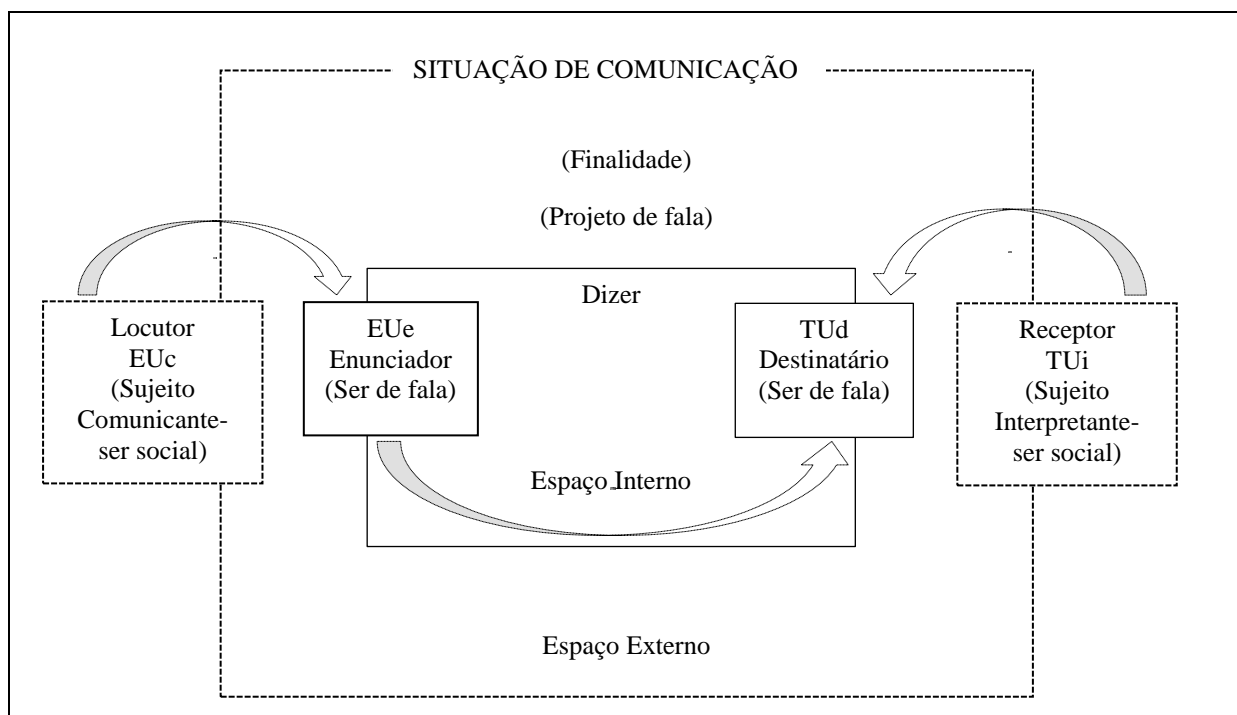 SITUAÇÃO DE COMUNICAÇÃO
(Finalidade)
(Projeto de fala)
Dizer
Locutor
EUc
(Sujeito
Comunicante-
ser social)
EUe
Enunciador
(Ser de fala)
TUd
Destinatário
(Ser de fala)
Receptor
TUi
(Sujeito
Interpretante-
ser social)
Espaço Interno
Espaço Externo